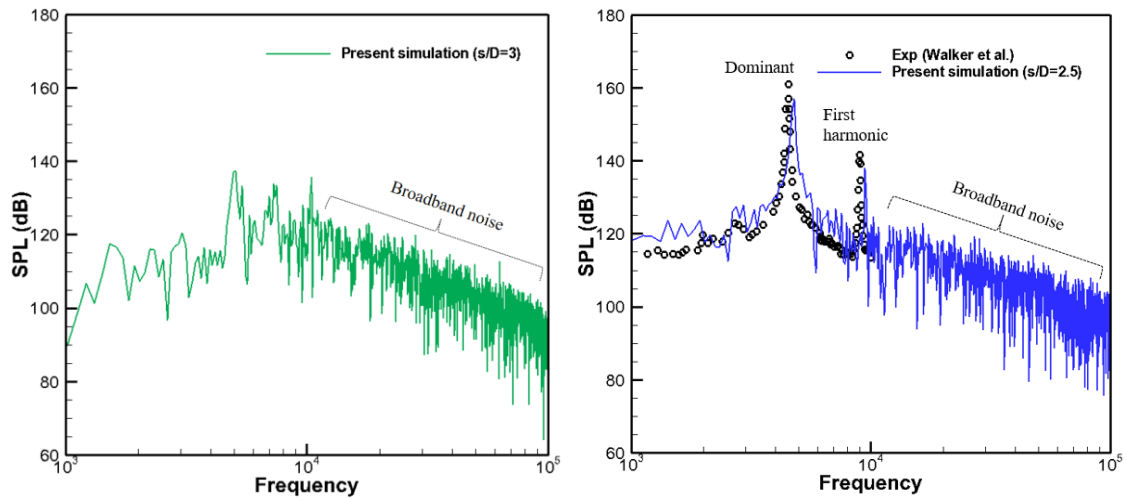 180
160
140
120
100
80
60
SPL (dB)
Present simulation (s/D=3)
Broadband noise
10³
10⁴
10⁵
Frequency
180
160
140
120
100
80
60
SPL (dB)
Exp (Walker et al.)
Present simulation (s/D=2.5)
Dominant
First
harmonic
Broadband noise
10³
10⁴
10⁵
Frequency